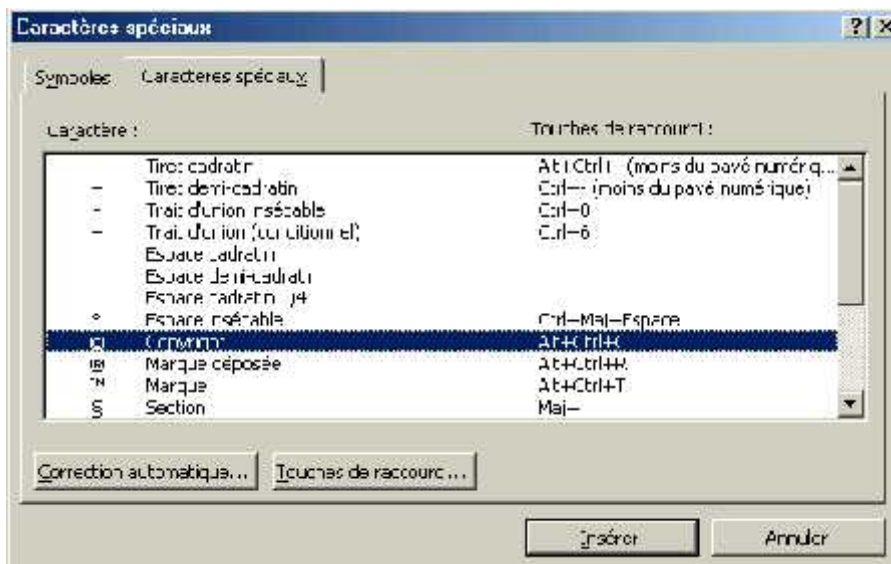 Caractères spéciaux
Symboles Caractères spéciaux
Caractère : Touches de raccourci :
Tiret cadratin Alt+Ctrl+- (moins du pavé numériq...
– Tiret demi-cadratin Ctrl+- (moins du pavé numérique)
- Trait d'union insécable Ctrl+8
- Trait d'union (conditionnel) Ctrl+6
Espace cadratin
Espace demi-cadratin
Espace cadratin 1/4
° Espace insécable Ctrl+Maj+Espace
© Copyright Alt+Ctrl+C
® Marque déposée Alt+Ctrl+R
™ Marque Alt+Ctrl+T
§ Section Maj+
Correction automatique... Touches de raccourci...
Insérer Annuler